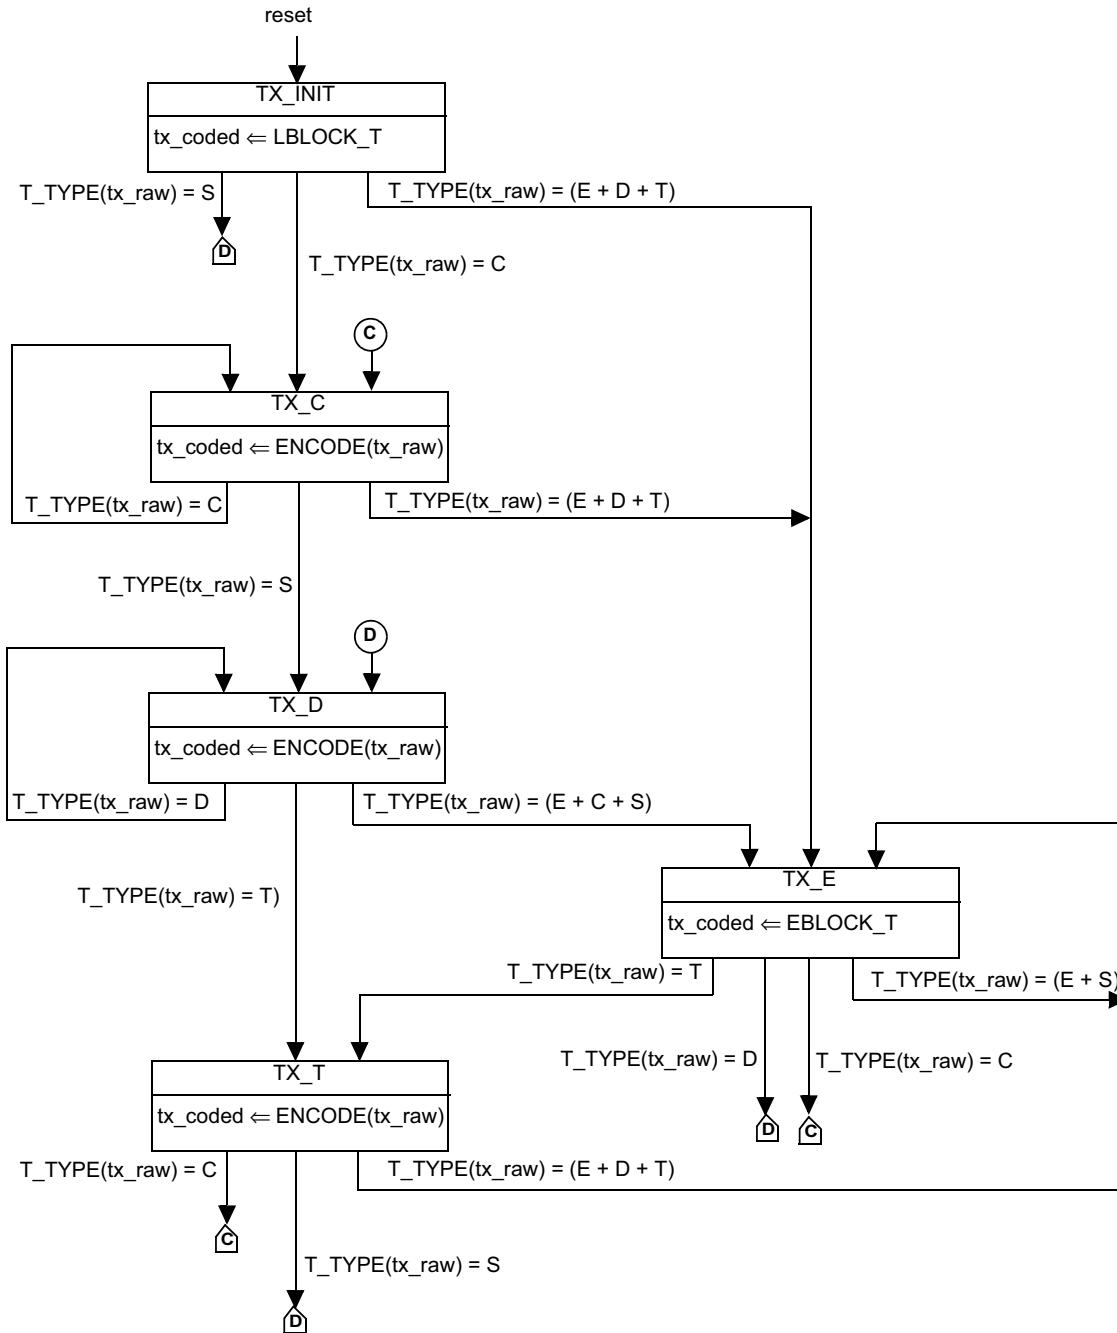 reset
TX_INIT
tx_coded ⇐ LBLOCK_T
T_TYPE(tx_raw) = S
T_TYPE(tx_raw) = (E + D + T)
D
T_TYPE(tx_raw) = C
C
TX_C
tx_coded ⇐ ENCODE(tx_raw)
T_TYPE(tx_raw) = C
T_TYPE(tx_raw) = (E + D + T)
T_TYPE(tx_raw) = S
D
TX_D
tx_coded ⇐ ENCODE(tx_raw)
T_TYPE(tx_raw) = D
T_TYPE(tx_raw) = (E + C + S)
T_TYPE(tx_raw) = T)
TX_E
tx_coded ⇐ EBLOCK_T
T_TYPE(tx_raw) = T
T_TYPE(tx_raw) = (E + S)
T_TYPE(tx_raw) = D
T_TYPE(tx_raw) = C
D
C
TX_T
tx_coded ⇐ ENCODE(tx_raw)
T_TYPE(tx_raw) = C
T_TYPE(tx_raw) = (E + D + T)
C
T_TYPE(tx_raw) = S
D